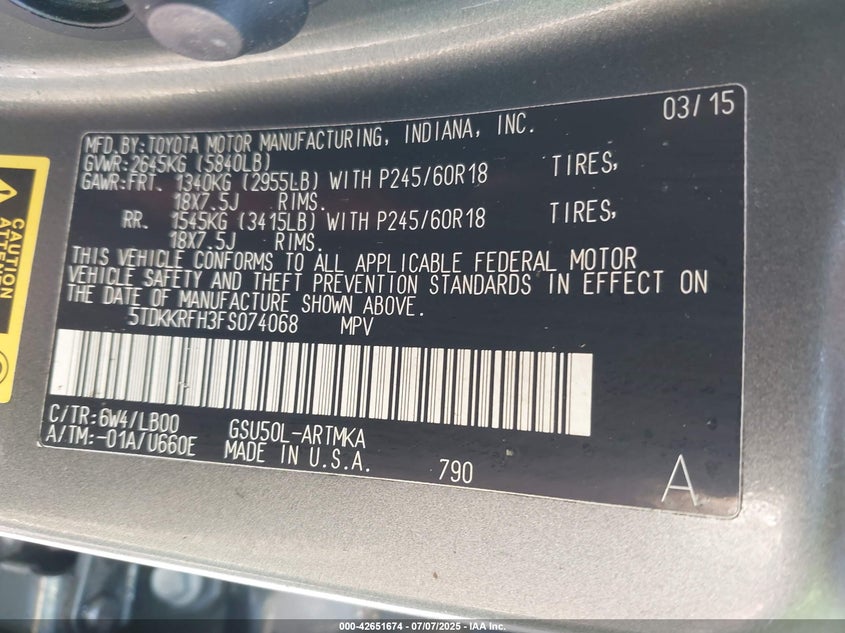 03/15
MFD.BY:TOYOTA MOTOR MANUFACTURING, INDIANA, INC.
GVWR:2645KG (5840LB)
GAWR:FRT. 1340KG (2955LB) WITH P245/60R18 TIRES,
18X7.5J RIMS.
RR. 1545KG (3415LB) WITH P245/60R18 TIRES,
18X7.5J RIMS.
THIS VEHICLE CONFORMS TO ALL APPLICABLE FEDERAL MOTOR
VEHICLE SAFETY AND THEFT PREVENTION STANDARDS IN EFFECT ON
THE DATE OF MANUFACTURE SHOWN ABOVE.
5TDKKRFH3FS074068 MPV
C/TR:6W4/LB00 GSU50L-ARTMKA
A/TM:-01A/U660E MADE IN U.S.A. 790
A
CAUTION
000-42651674 - 07/07/2025 - IAA Inc.